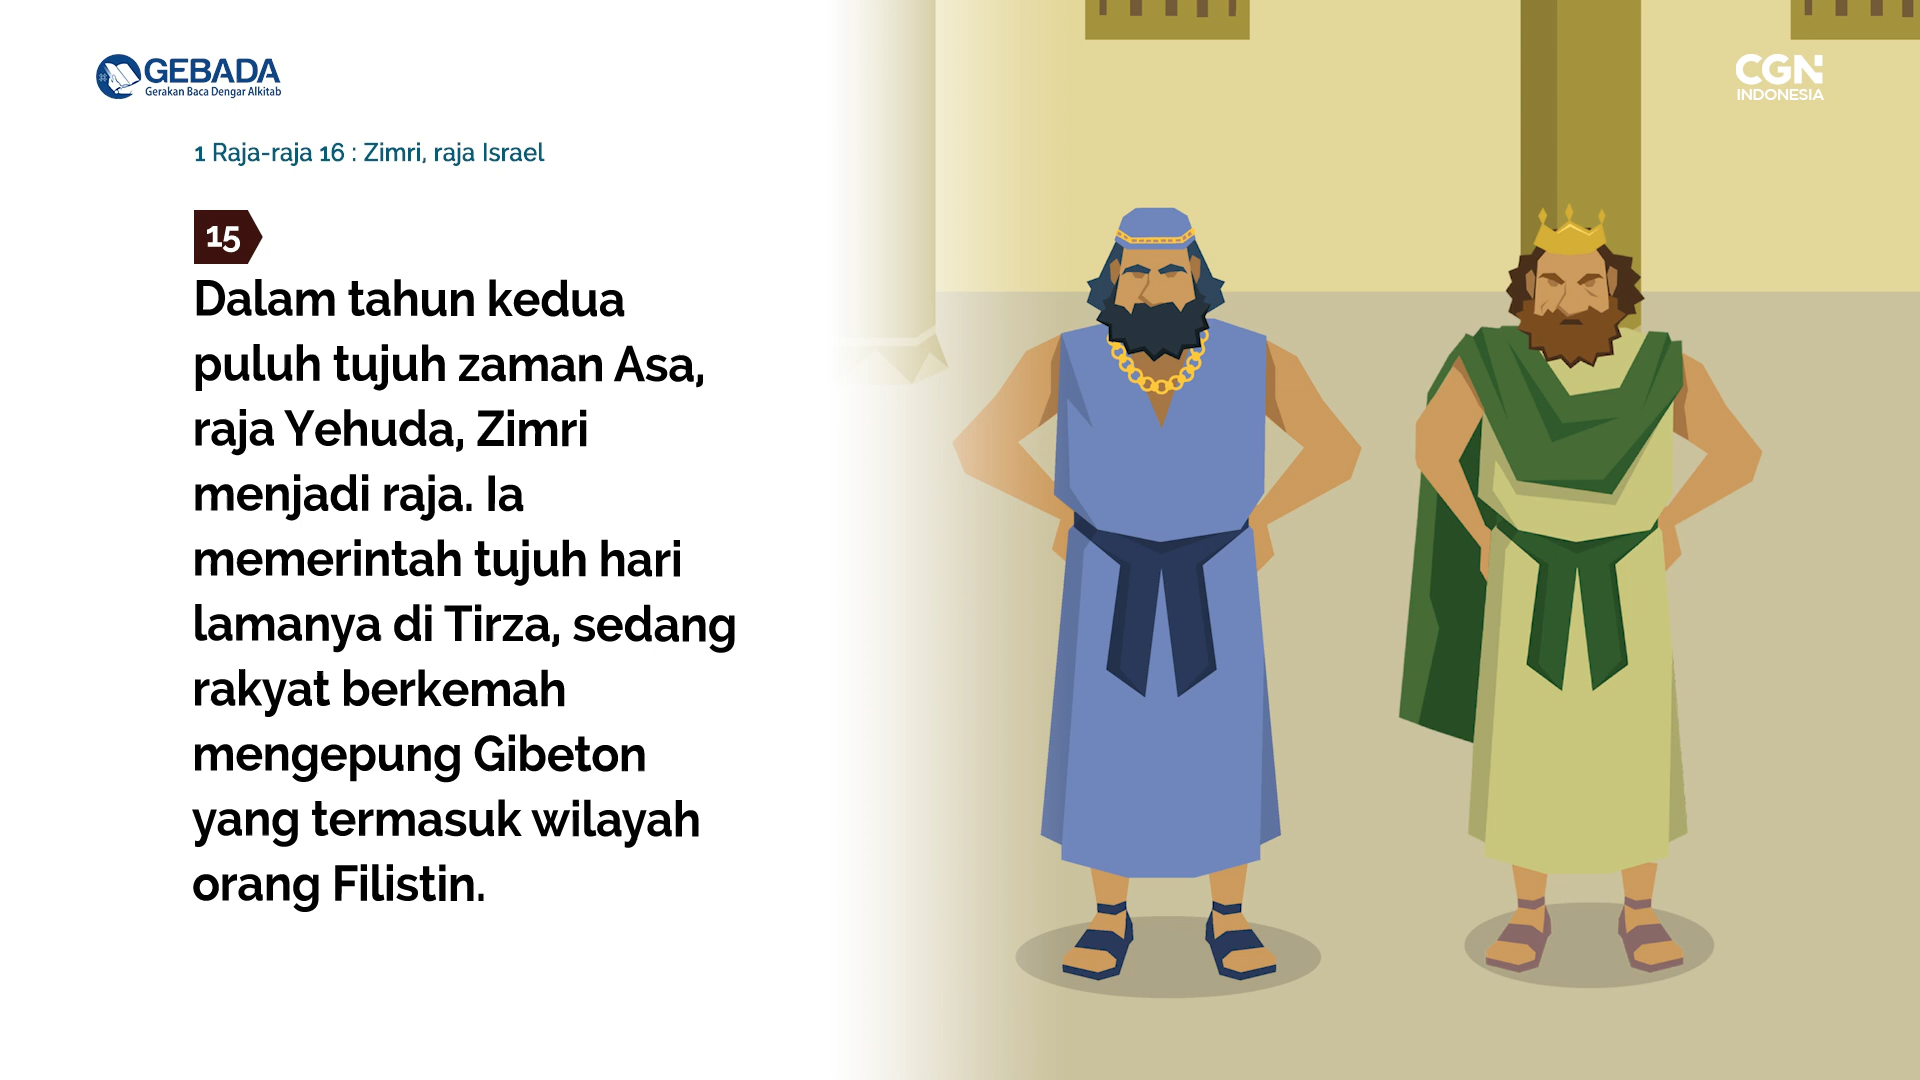 GEBADA
Gerakan Baca Dengar Alkitab
CGN
INDONESIA
1 Raja-raja 16 : Zimri, raja Israel
15
Dalam tahun kedua
puluh tujuh zaman Asa,
raja Yehuda, Zimri
menjadi raja. Ia
memerintah tujuh hari
lamanya di Tirza, sedang
rakyat berkemah
mengepung Gibeton
yang termasuk wilayah
orang Filistin.